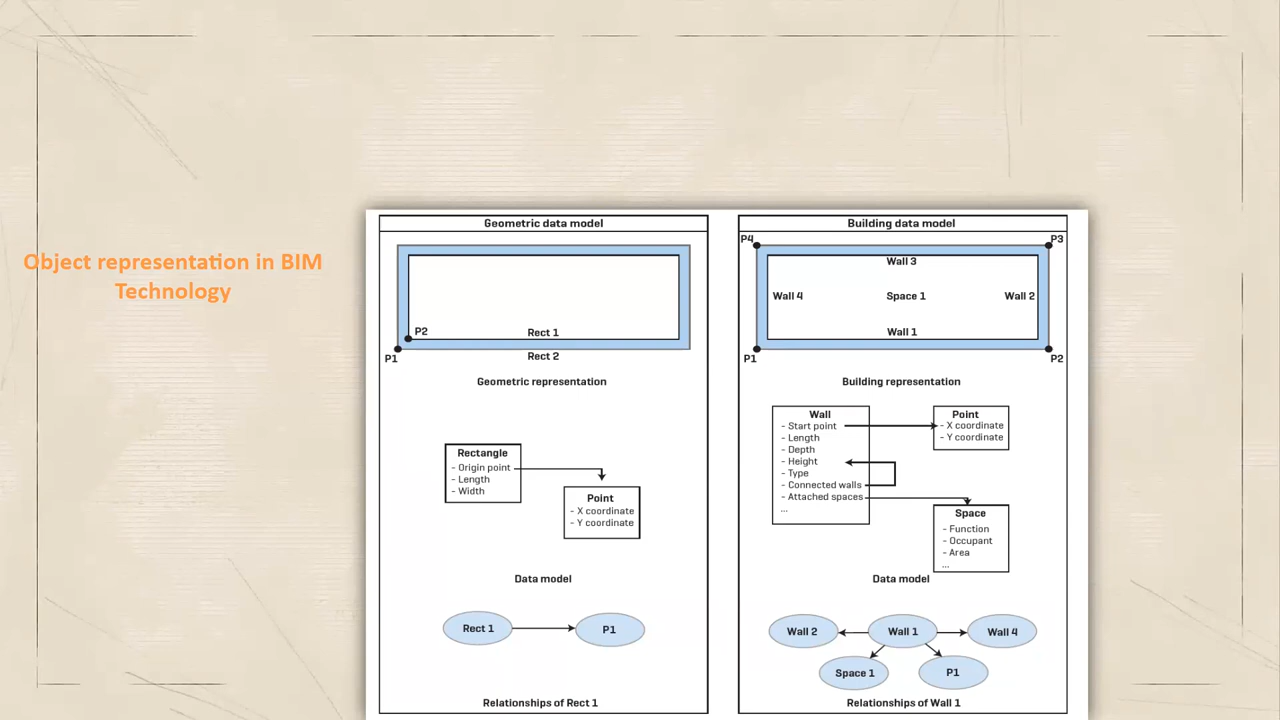 Object representation in BIM
Technology
Geometric data model
P2
Rect 1
P1
Rect 2
Geometric representation
Rectangle
- Origin point
- Length
- Width
Point
- X coordinate
- Y coordinate
Data model
Rect 1
P1
Relationships of Rect 1
Building data model
P4
P3
Wall 3
Wall 4
Space 1
Wall 2
Wall 1
P1
P2
Building representation
Wall
- Start point
- Length
- Depth
- Height
- Type
- Connected walls
- Attached spaces
...
Point
- X coordinate
- Y coordinate
Space
- Function
- Occupant
- Area
...
Data model
Wall 2
Wall 1
Wall 4
Space 1
P1
Relationships of Wall 1